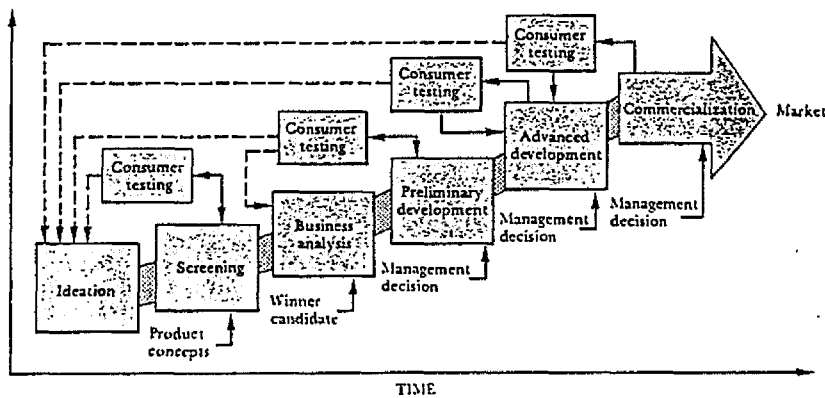 Consumer
testing
Consumer
testing
Commercialization
Market
Consumer
testing
Advanced
development
Consumer
testing
Preliminary
development
Management
decision
Business
analysis
Management
decision
Screening
Management
decision
Ideation
Winner
candidate
Product
concepts
TIME